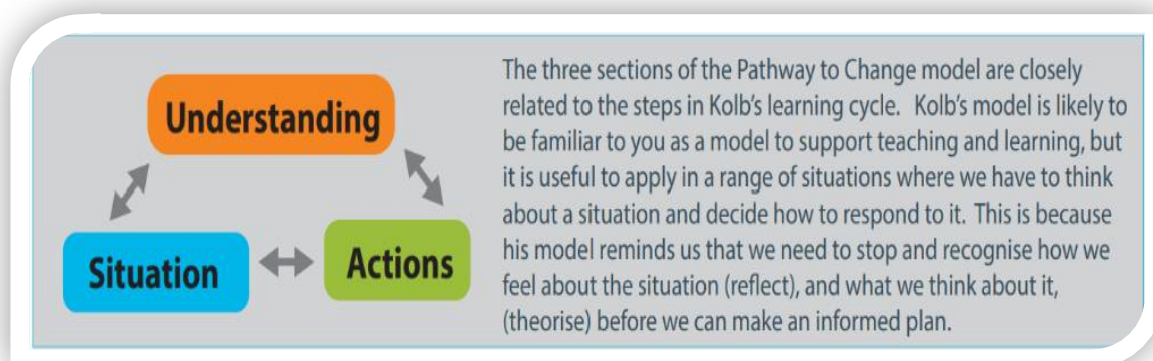 Understanding
Situation
Actions
The three sections of the Pathway to Change model are closely
related to the steps in Kolb's learning cycle. Kolb's model is likely to
be familiar to you as a model to support teaching and learning, but
it is useful to apply in a range of situations where we have to think
about a situation and decide how to respond to it. This is because
his model reminds us that we need to stop and recognise how we
feel about the situation (reflect), and what we think about it,
(theorise) before we can make an informed plan.